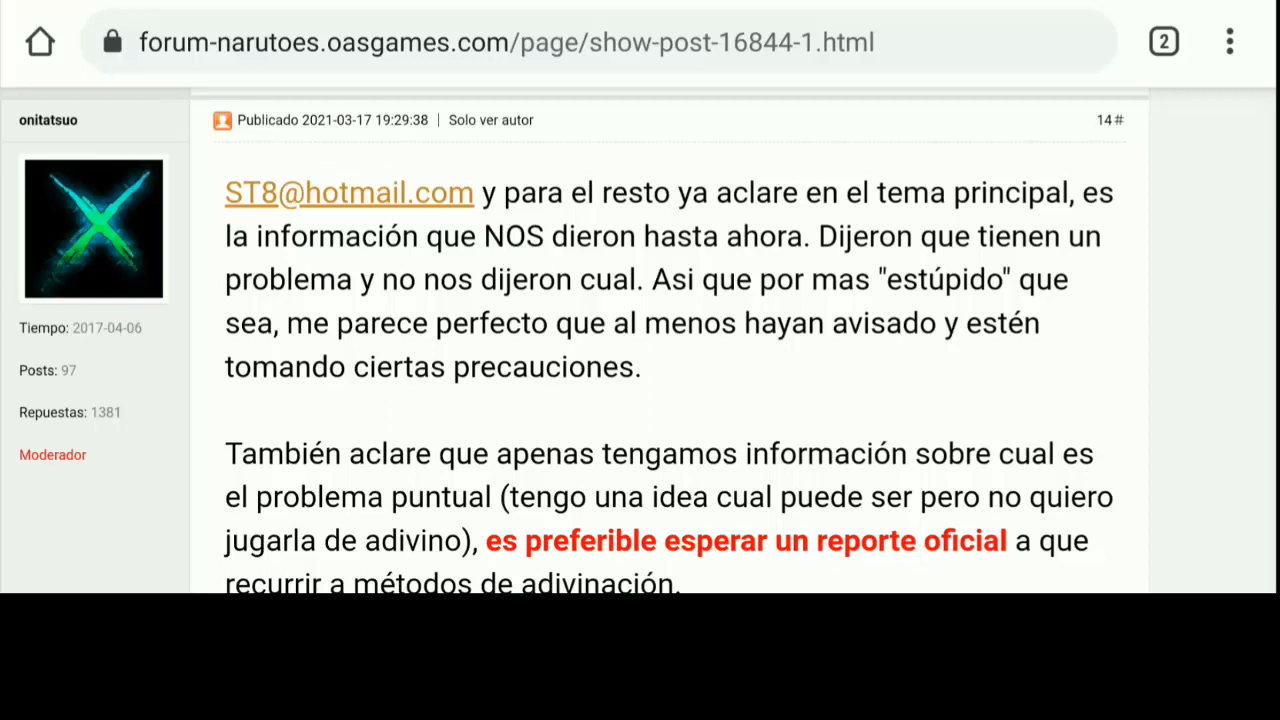 forum-narutoes.oasgames.com/page/show-post-16844-1.html
2
onitatsuo
Publicado 2021-03-17 19:29:38 | Solo ver autor
14#
ST8@hotmail.com y para el resto ya aclare en el tema principal, es
la información que NOS dieron hasta ahora. Dijeron que tienen un
problema y no nos dijeron cual. Asi que por mas "estúpido" que
sea, me parece perfecto que al menos hayan avisado y estén
tomando ciertas precauciones.
Tiempo: 2017-04-06
Posts: 97
Repuestas: 1381
Moderador
También aclare que apenas tengamos información sobre cual es
el problema puntual (tengo una idea cual puede ser pero no quiero
jugarla de adivino), es preferible esperar un reporte oficial a que
recurrir a métodos de adivinación.